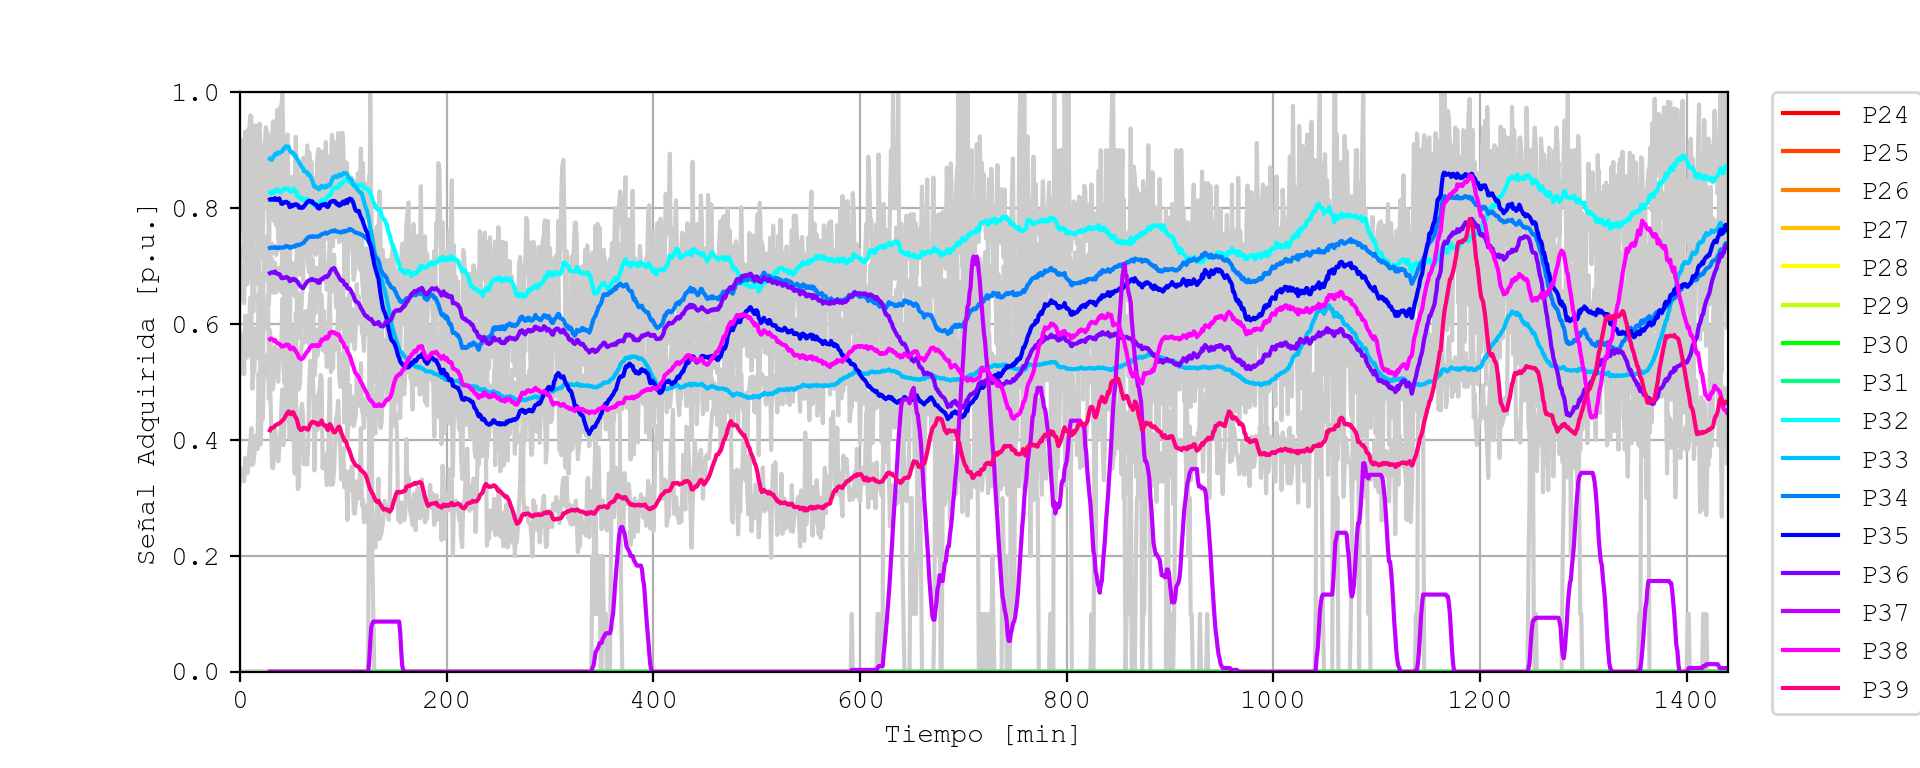 Señal Adquirida [p.u.]
1.0
0.8
0.6
0.4
0.2
0.0
0 200 400 600 800 1000 1200 1400
Tiempo [min]
P24
P25
P26
P27
P28
P29
P30
P31
P32
P33
P34
P35
P36
P37
P38
P39